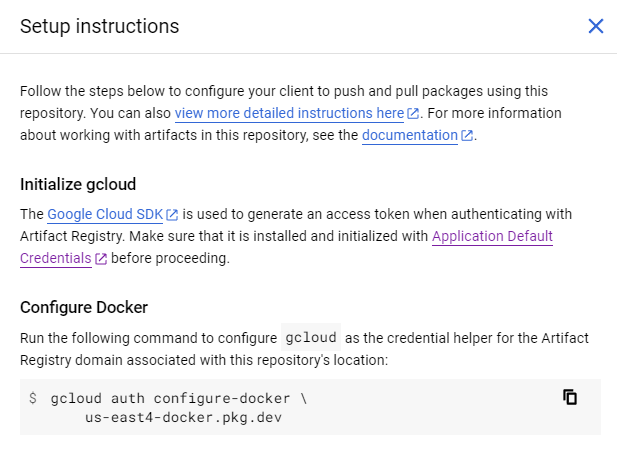 Setup instructions
Follow the steps below to configure your client to push and pull packages using this
repository. You can also view more detailed instructions here. For more information
about working with artifacts in this repository, see the documentation.
Initialize gcloud
The Google Cloud SDK is used to generate an access token when authenticating with
Artifact Registry. Make sure that it is installed and initialized with Application Default
Credentials before proceeding.
Configure Docker
Run the following command to configure gcloud as the credential helper for the Artifact
Registry domain associated with this repository's location:
$ gcloud auth configure-docker \
us-east4-docker.pkg.dev